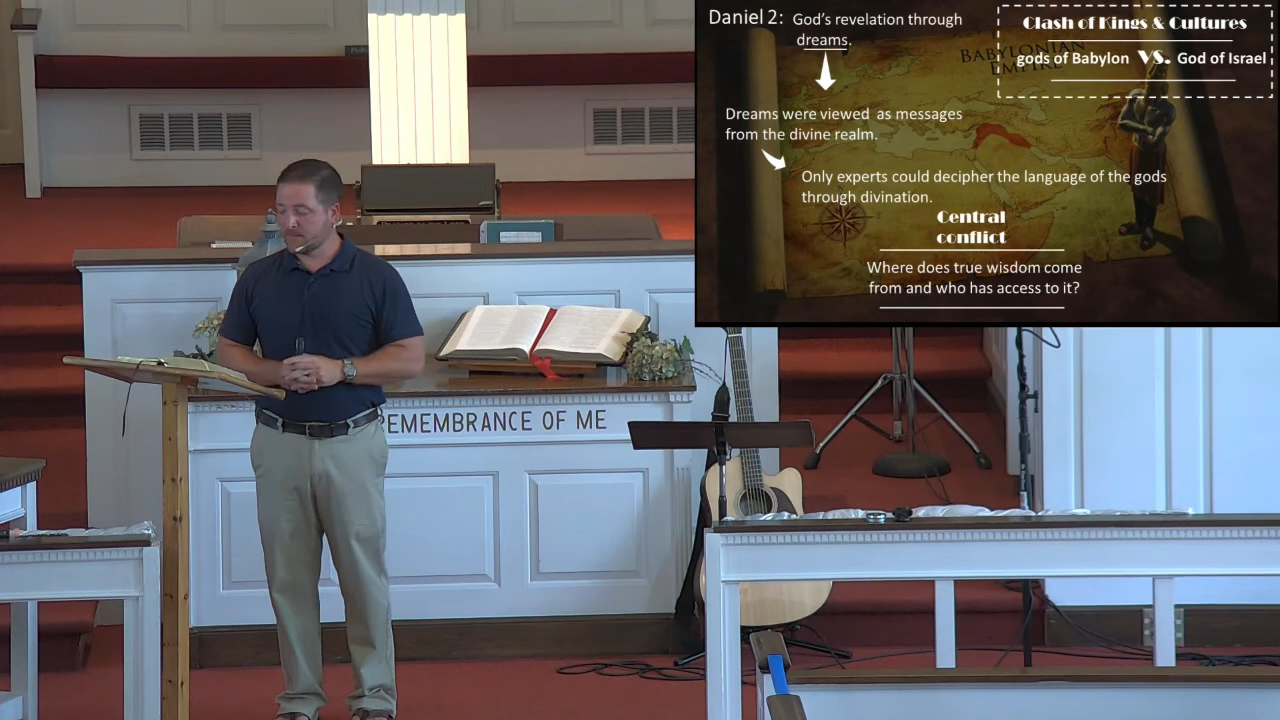 Daniel 2: God's revelation through
dreams.
Dreams were viewed as messages
from the divine realm.
Only experts could decipher the language of the gods
through divination.
Central
conflict
Where does true wisdom come
from and who has access to it?
Clash of Kings & Cultures
gods of Babylon VS. God of Israel
BABYLONIAN
EMPIRE
REMEMBRANCE OF ME